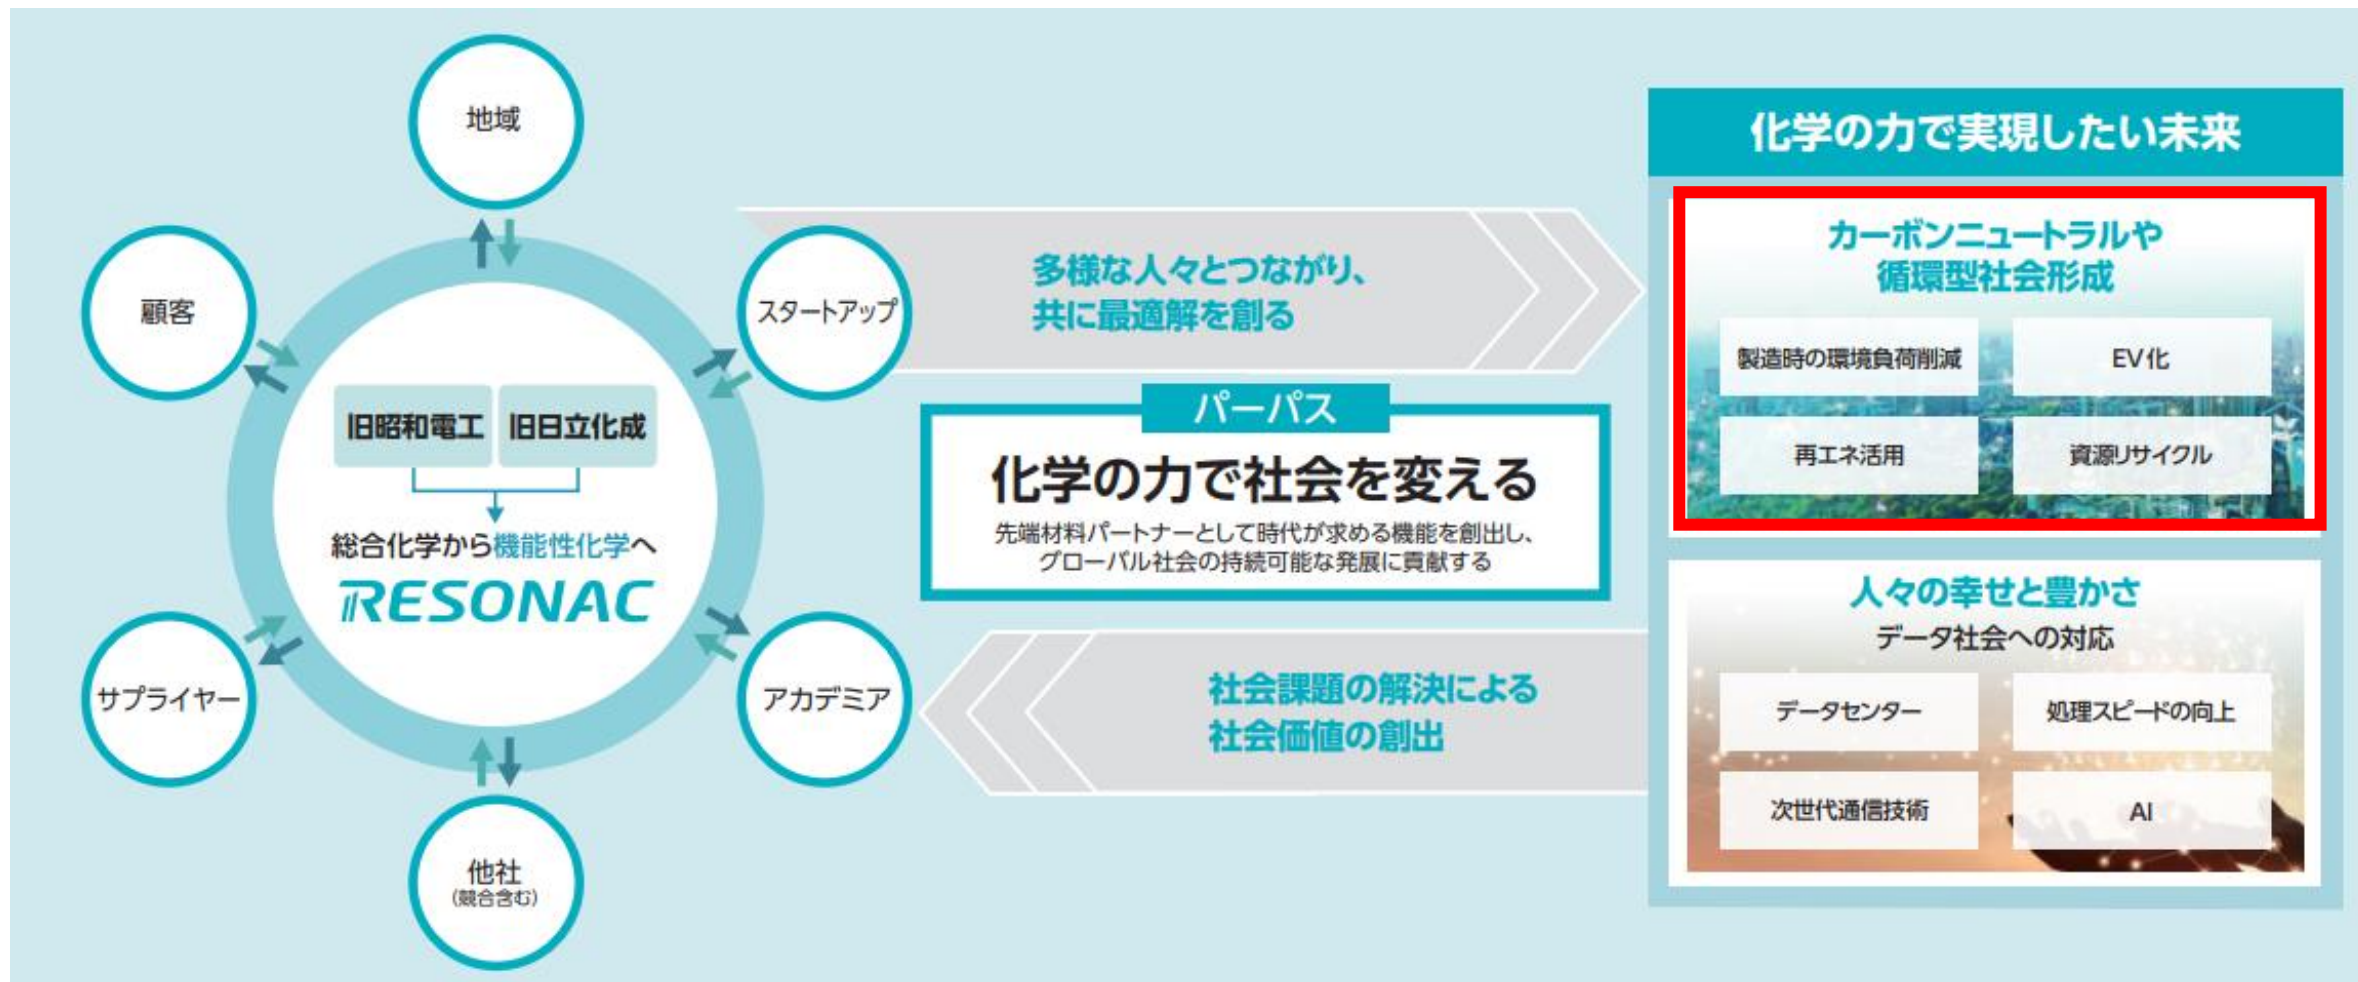 地域
顧客
スタートアップ
旧昭和電工
旧日立化成
総合化学から機能性化学へ
RESONAC
サプライヤー
アカデミア
他社
(競合含む)
多様な人々とつながり、
共に最適解を創る
パーパス
化学の力で社会を変える
先端材料パートナーとして時代が求める機能を創出し、
グローバル社会の持続可能な発展に貢献する
社会課題の解決による
社会価値の創出
化学の力で実現したい未来
カーボンニュートラルや
循環型社会形成
製造時の環境負荷削減
EV化
再エネ活用
資源リサイクル
人々の幸せと豊かさ
データ社会への対応
データセンター
処理スピードの向上
次世代通信技術
AI